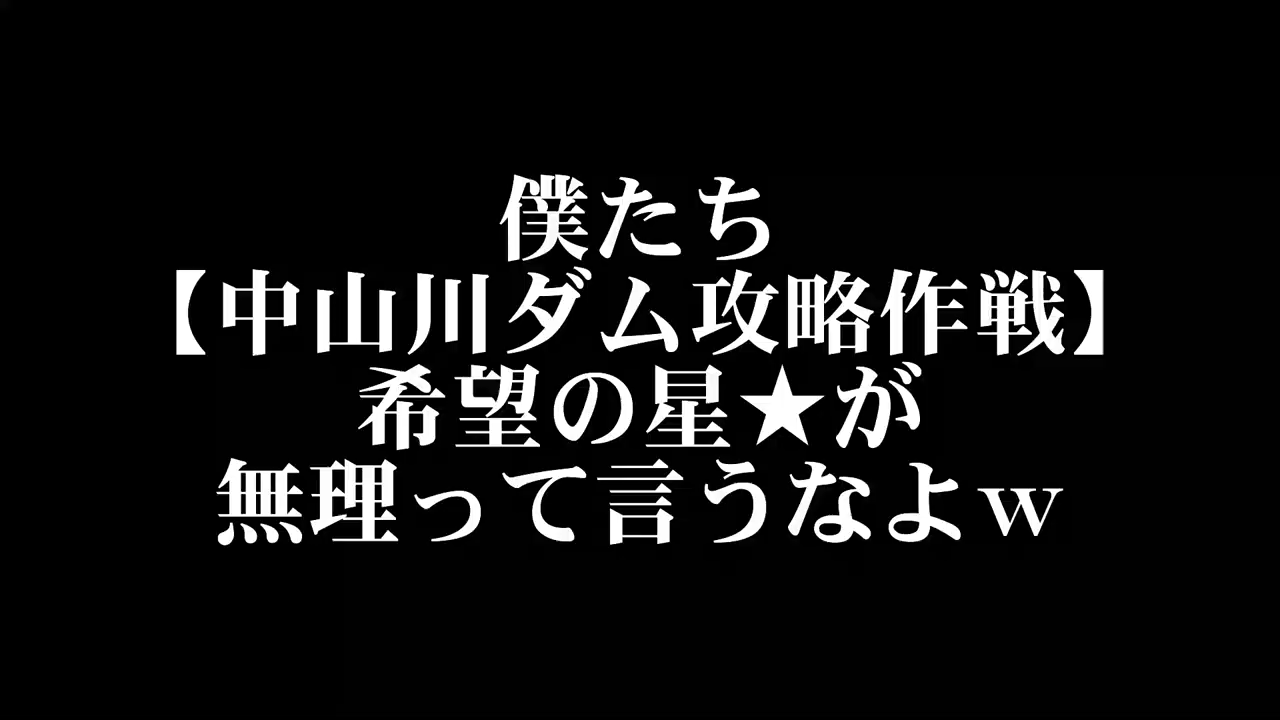 僕たち
【中山川ダム攻略作戦】
希望の星★が
無理って言うなよｗ